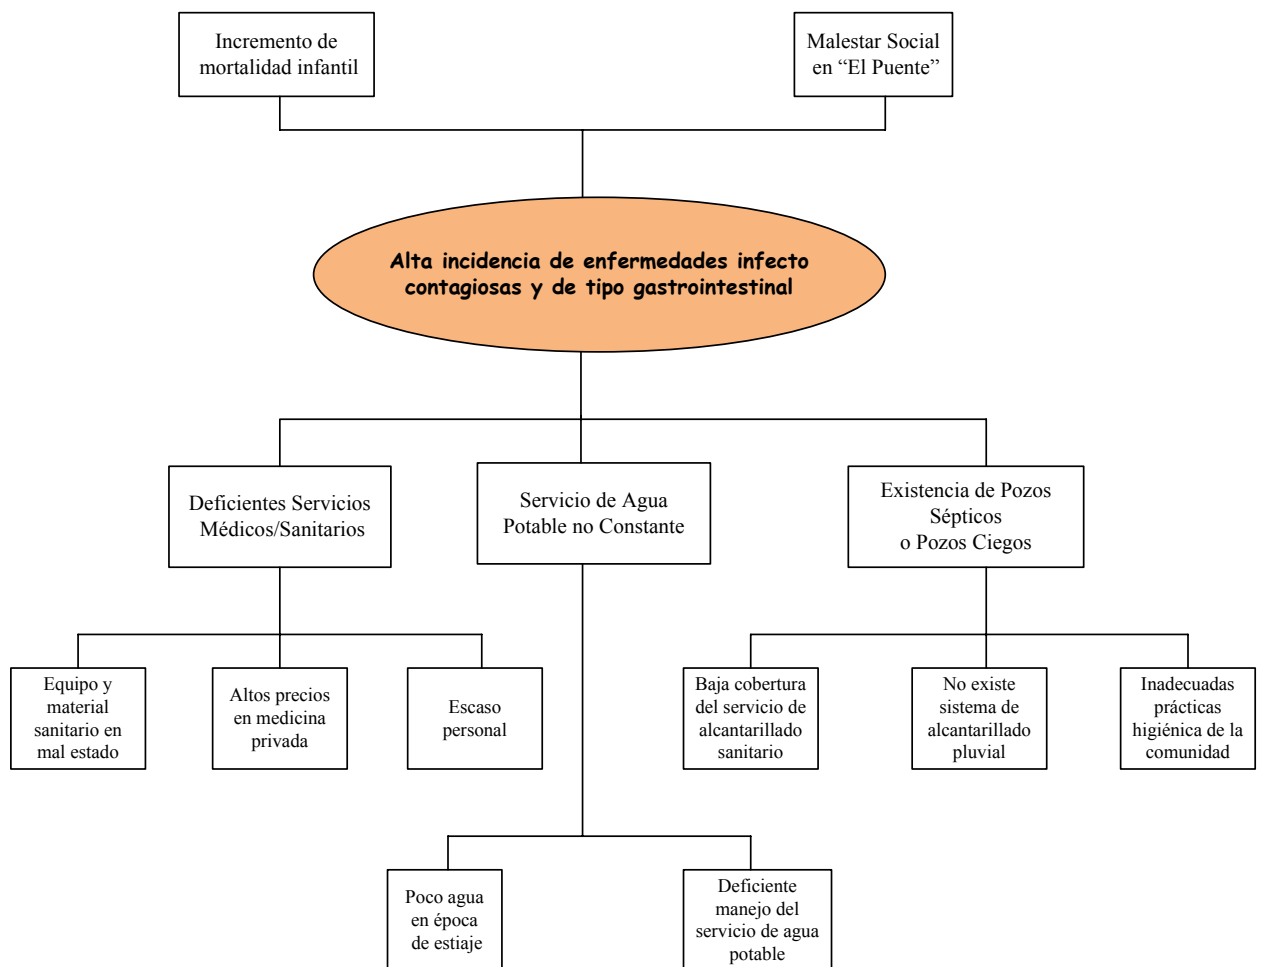 Incremento de
mortalidad infantil
Malestar Social
en “El Puente”
Alta incidencia de enfermedades infecto
contagiosas y de tipo gastrointestinal
Deficientes Servicios
Médicos/Sanitarios
Servicio de Agua
Potable no Constante
Existencia de Pozos
Sépticos
o Pozos Ciegos
Equipo y
material
sanitario en
mal estado
Altos precios
en medicina
privada
Escaso
personal
Baja cobertura
del servicio de
alcantarillado
sanitario
No existe
sistema de
alcantarillado
pluvial
Inadecuadas
prácticas
higiénica de la
comunidad
Poco agua
en época
de estiaje
Deficiente
manejo del
servicio de agua
potable